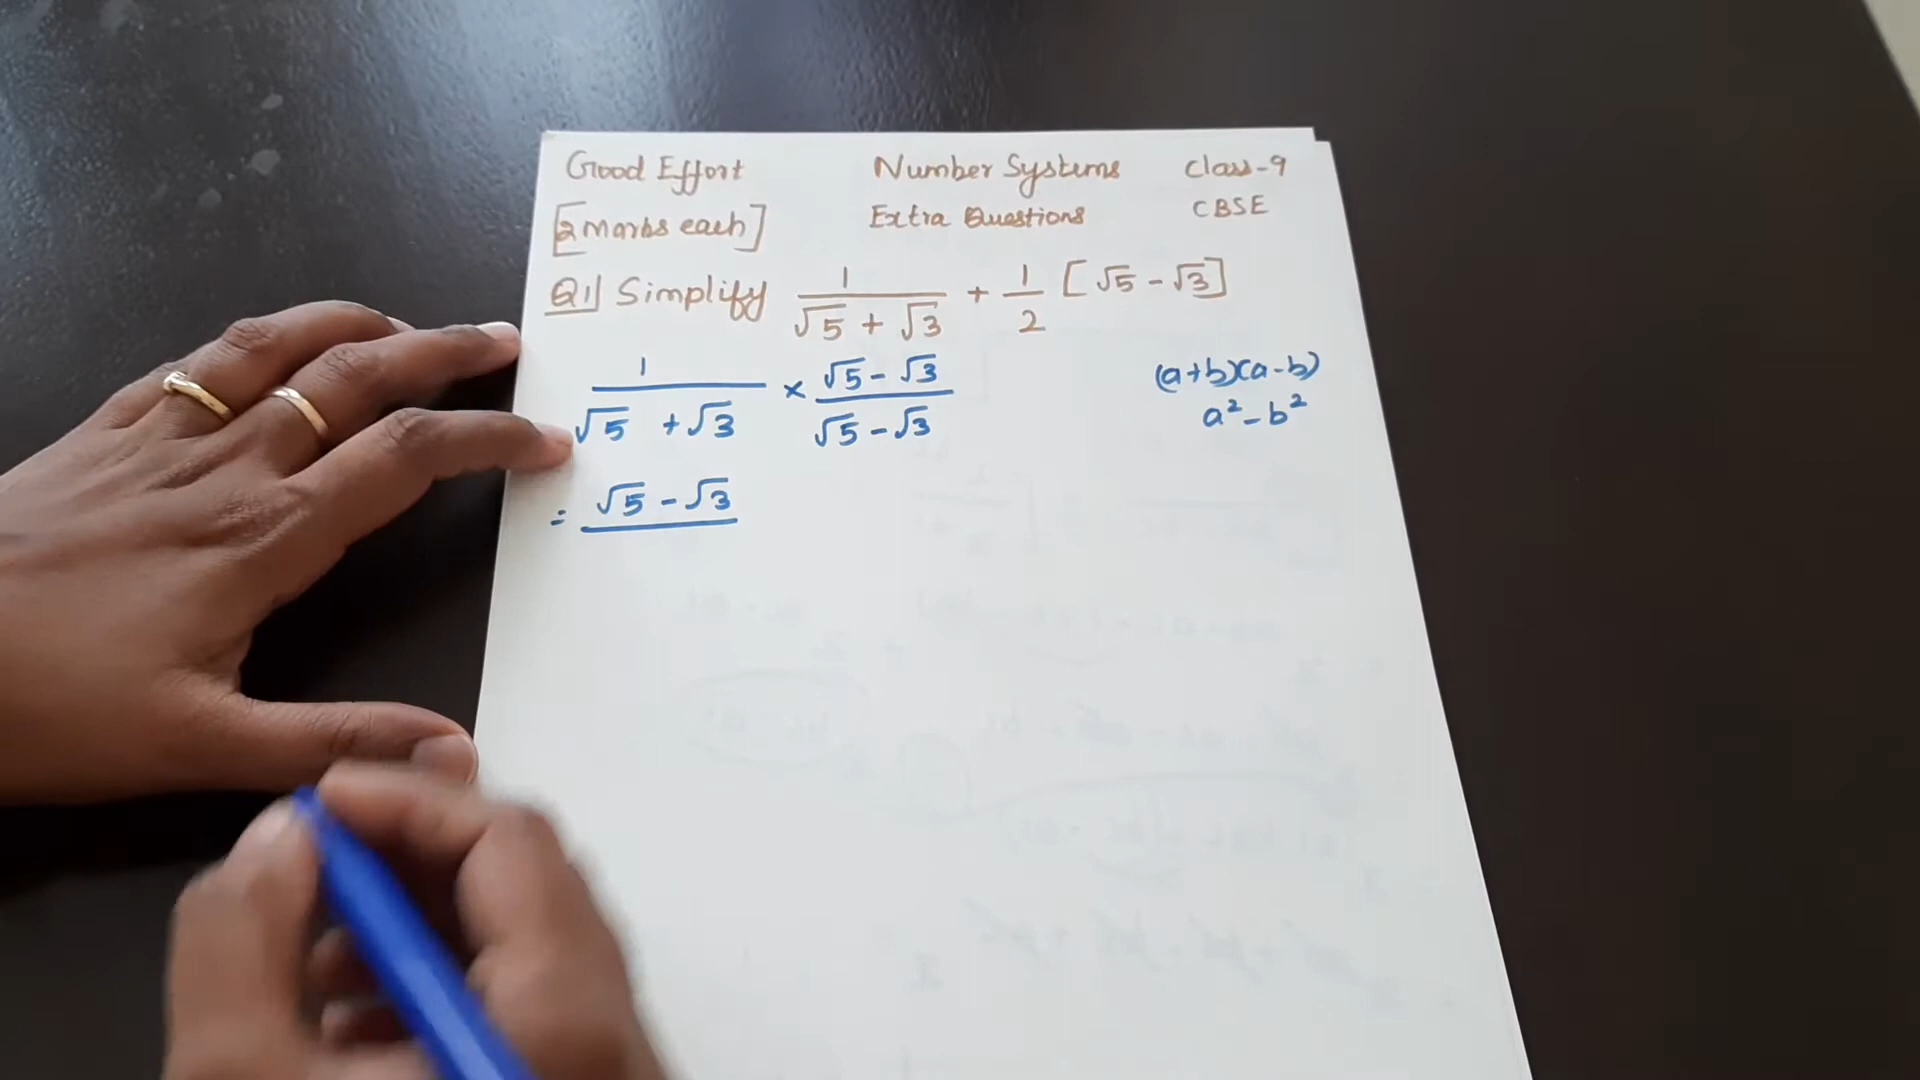 Good Effort Number Systems Class-9
[2 Marks each] Extra Questions CBSE
Q1] Simplify 1/(√5 + √3) + 1/2 [√5 - √3]
1/(√5 + √3) × (√5 - √3)/(√5 - √3) (a+b)(a-b)
a² - b²
= √5 - √3